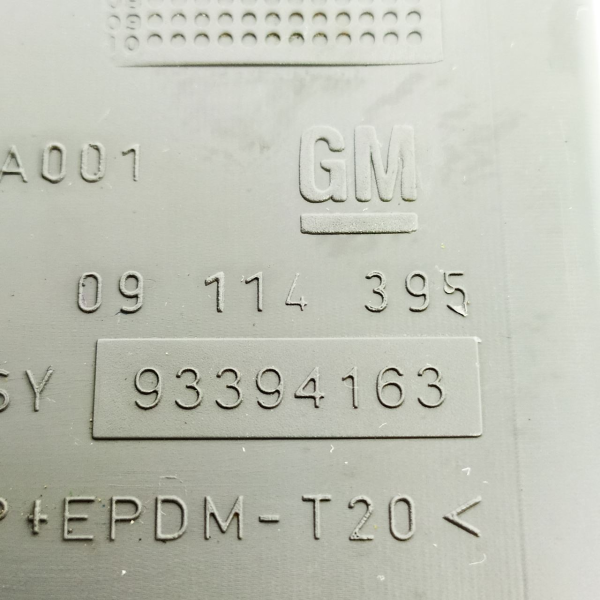 A001
GM
09 114 395
SY 93394163
P+EPDM-T20<